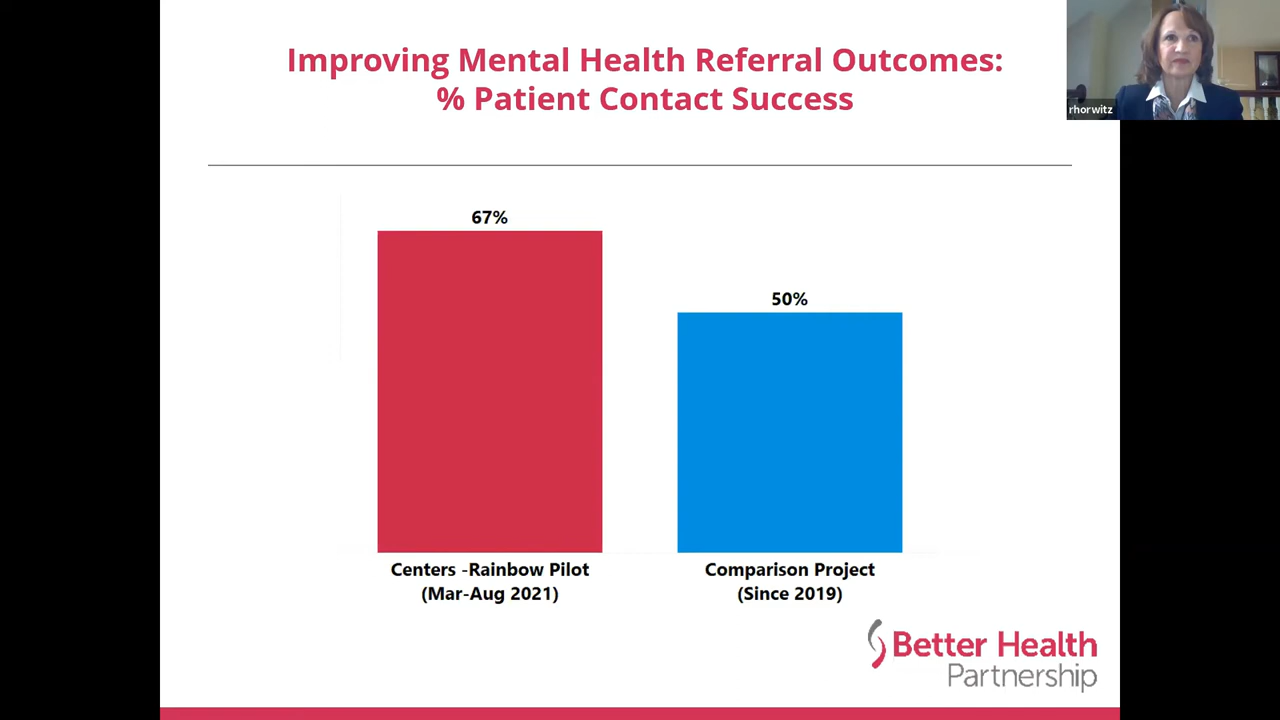 Improving Mental Health Referral Outcomes:
% Patient Contact Success
rhorwitz
67%
50%
Centers -Rainbow Pilot
(Mar-Aug 2021)
Comparison Project
(Since 2019)
Better Health
Partnership